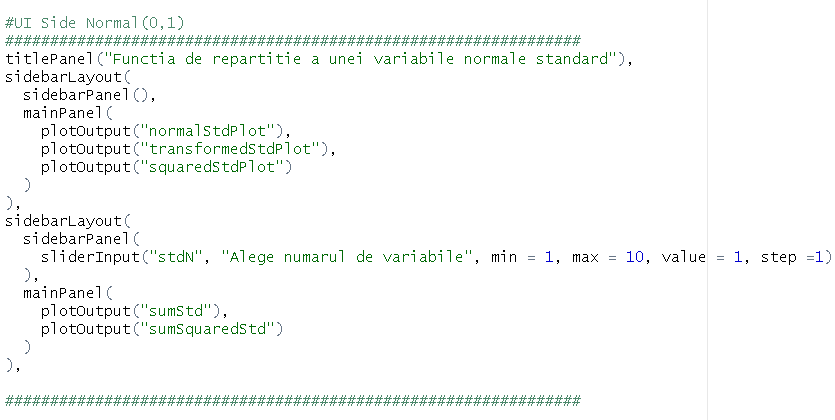 #UI Side Normal(0,1)
################################################################
titlePanel("Functia de repartitie a unei variabile normale standard"),
sidebarLayout(
  sidebarPanel(),
  mainPanel(
    plotOutput("normalStdPlot"),
    plotOutput("transformedStdPlot"),
    plotOutput("squaredStdPlot")
  )
),
sidebarLayout(
  sidebarPanel(
    sliderInput("stdN", "Alege numarul de variabile", min = 1, max = 10, value = 1, step =1)
  ),
  mainPanel(
    plotOutput("sumStd"),
    plotOutput("sumSquaredStd")
  )
),
################################################################